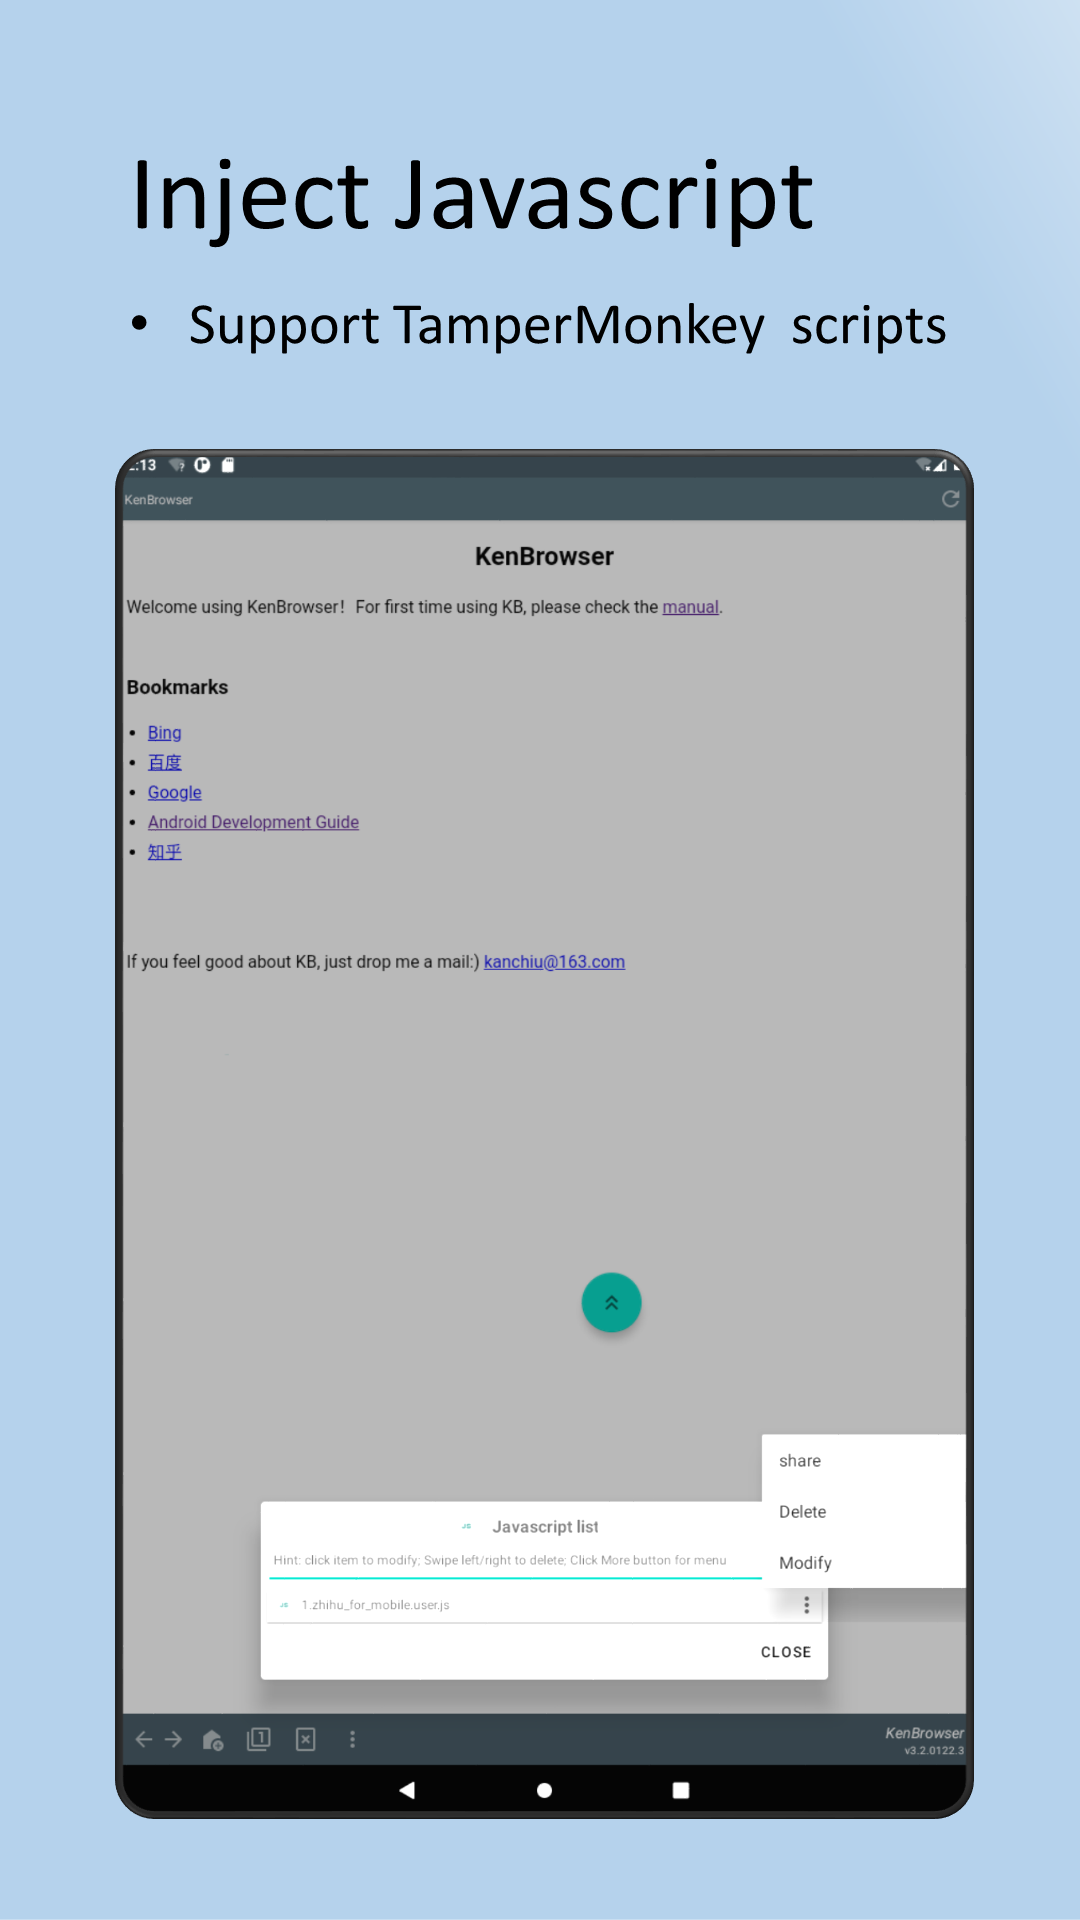 Inject Javascript
• Support TamperMonkey scripts
:13
KenBrowser
KenBrowser
Welcome using KenBrowser！For first time using KB, please check the manual.
Bookmarks
• Bing
• 百度
• Google
• Android Development Guide
• 知乎
If you feel good about KB, just drop me a mail:) kanchiu@163.com
share
Delete
Modify
JS Javascript list
Hint: click item to modify; Swipe left/right to delete; Click More button for menu
JS 1.zhihu_for_mobile.user.js
CLOSE
1
KenBrowser
v3.2.0122.3